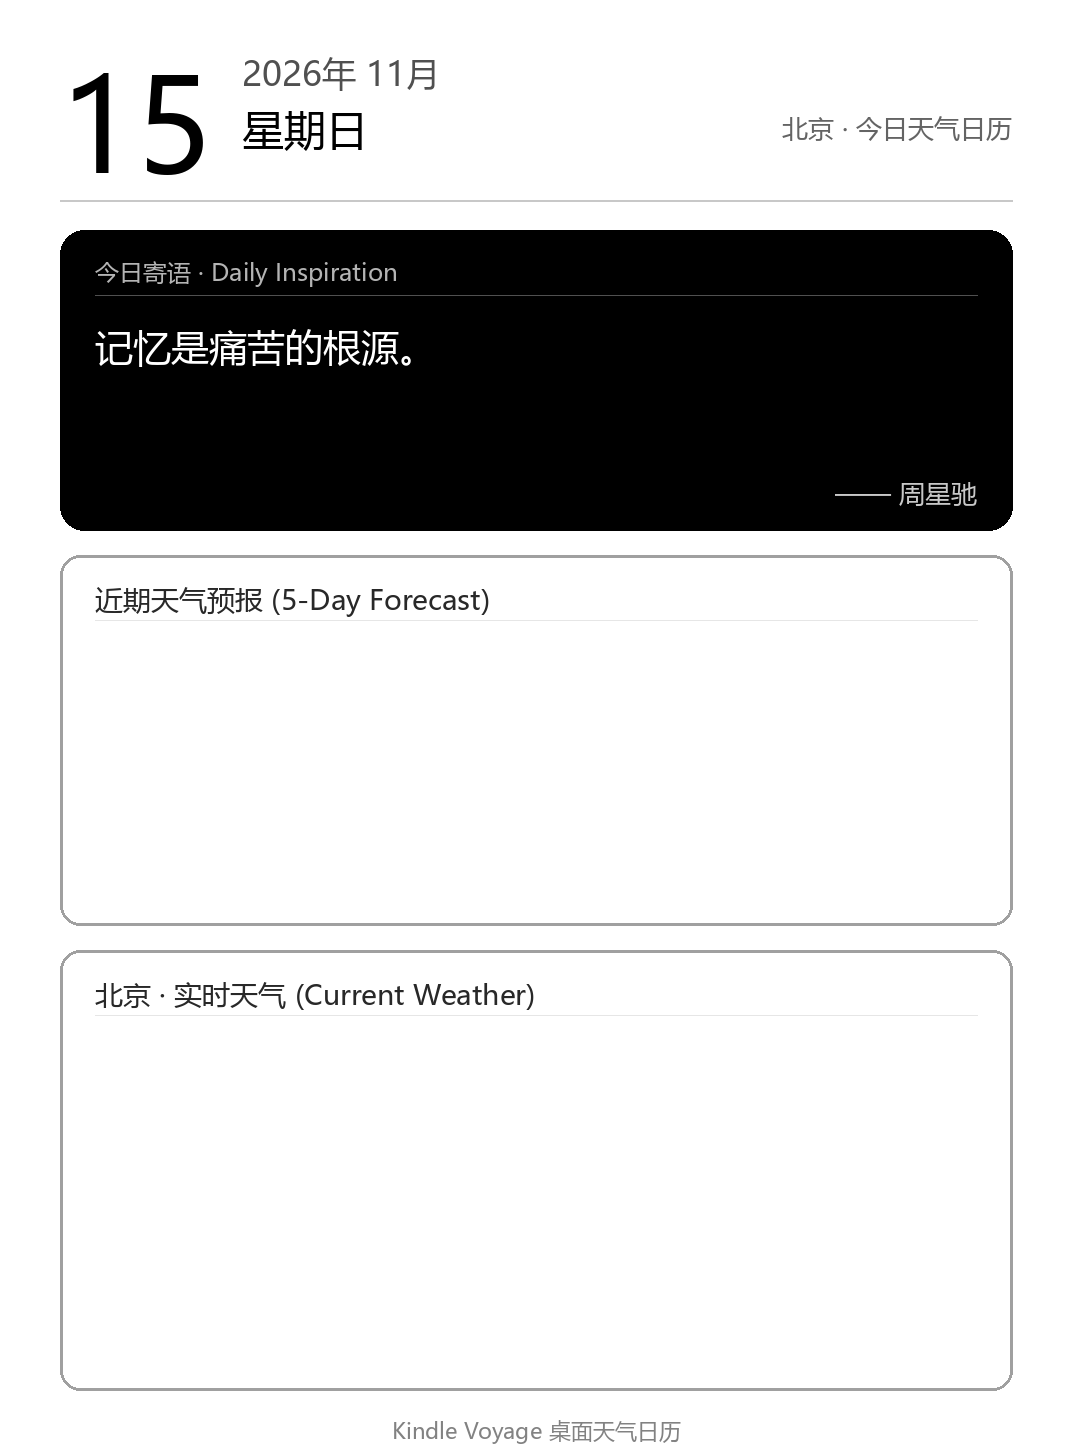 15
2026年 11月
星期日
北京 · 今日天气日历
今日寄语 · Daily Inspiration
记忆是痛苦的根源。
—— 周星驰
近期天气预报 (5-Day Forecast)
北京 · 实时天气 (Current Weather)
Kindle Voyage 桌面天气日历